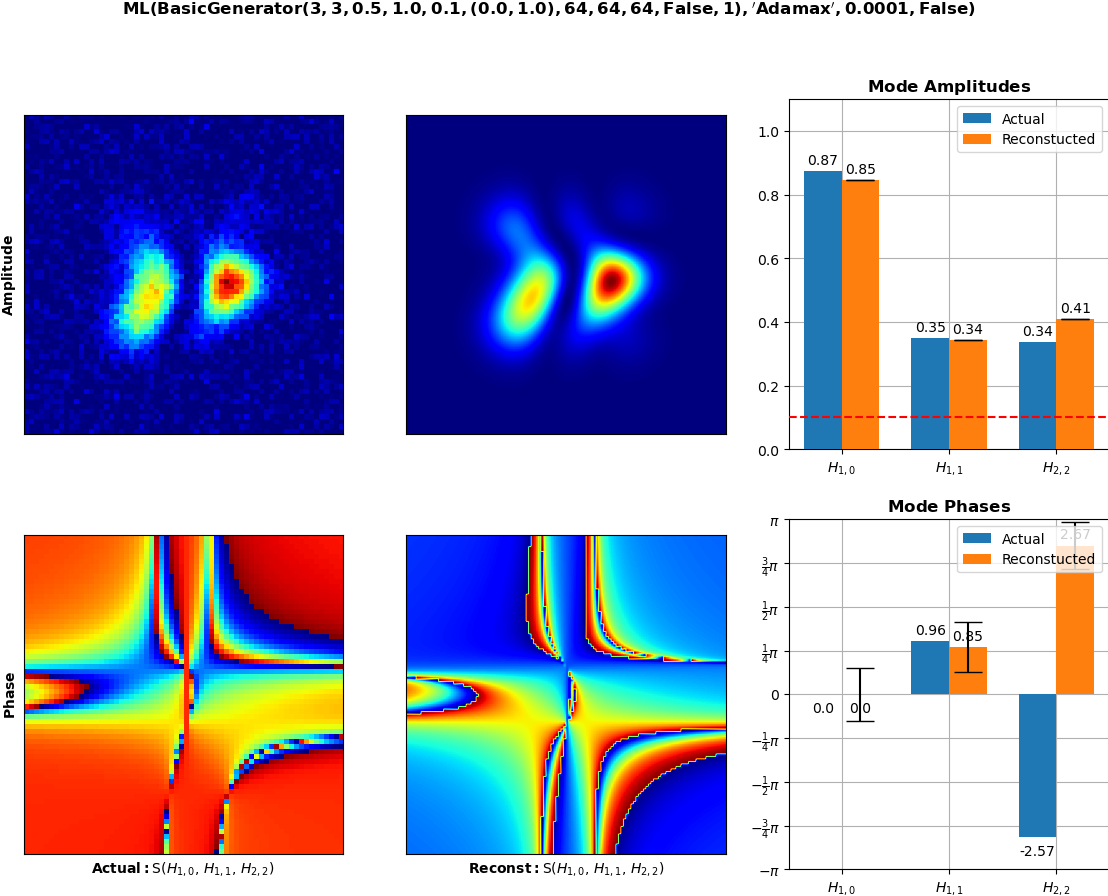 ML(BasicGenerator(3, 3, 0.5, 1.0, 0.1, (0.0, 1.0), 64, 64, 64, False, 1), ′Adamax′, 0.0001, False)
Amplitude
Mode Amplitudes
Actual
Reconstucted
1.0
0.8
0.6
0.4
0.2
0.0
0.87
0.85
0.35
0.34
0.34
0.41
H1,0
H1,1
H2,2
Phase
Actual: S(H1,0, H1,1, H2,2)
Reconst: S(H1,0, H1,1, H2,2)
Mode Phases
Actual
Reconstucted
π
3/4π
1/2π
1/4π
0
−1/4π
−1/2π
−3/4π
−π
0.0
0.0
0.96
0.85
-2.57
2.57
H1,0
H1,1
H2,2